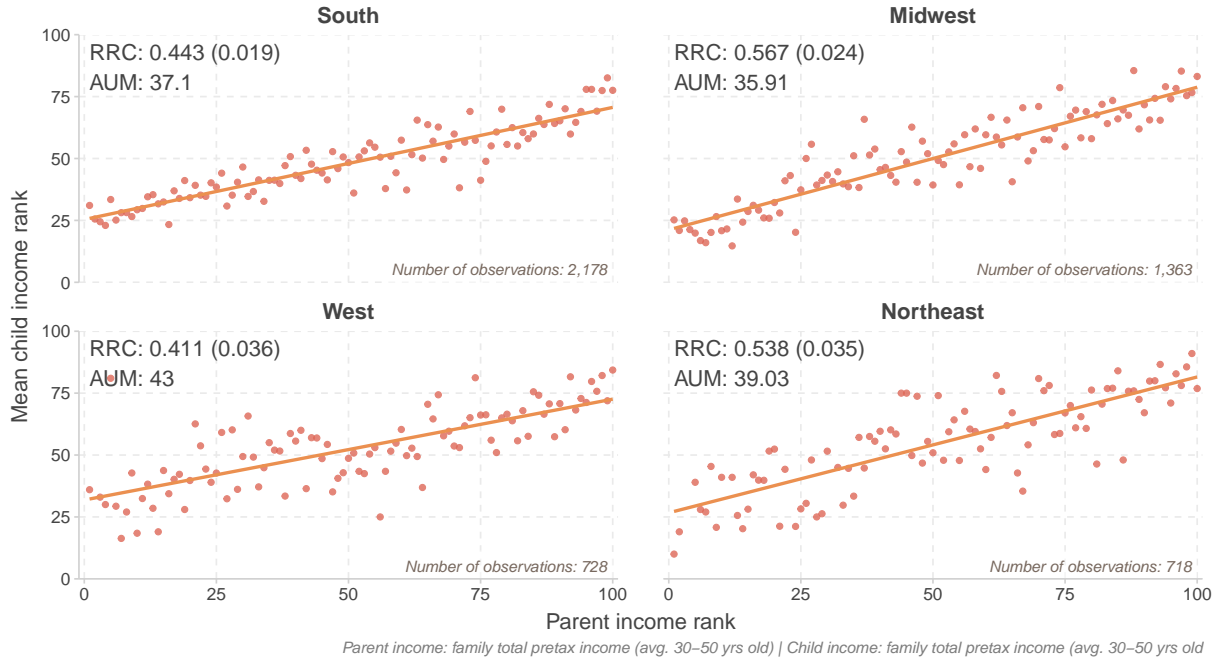 South
Midwest
100
75
50
25
0
RRC: 0.443 (0.019)
AUM: 37.1
Number of observations: 2,178
RRC: 0.567 (0.024)
AUM: 35.91
Number of observations: 1,363
Mean child income rank
West
Northeast
100
75
50
25
0
RRC: 0.411 (0.036)
AUM: 43
Number of observations: 728
RRC: 0.538 (0.035)
AUM: 39.03
Number of observations: 718
0 25 50 75 100
0 25 50 75 100
Parent income rank
Parent income: family total pretax income (avg. 30−50 yrs old) | Child income: family total pretax income (avg. 30−50 yrs old)